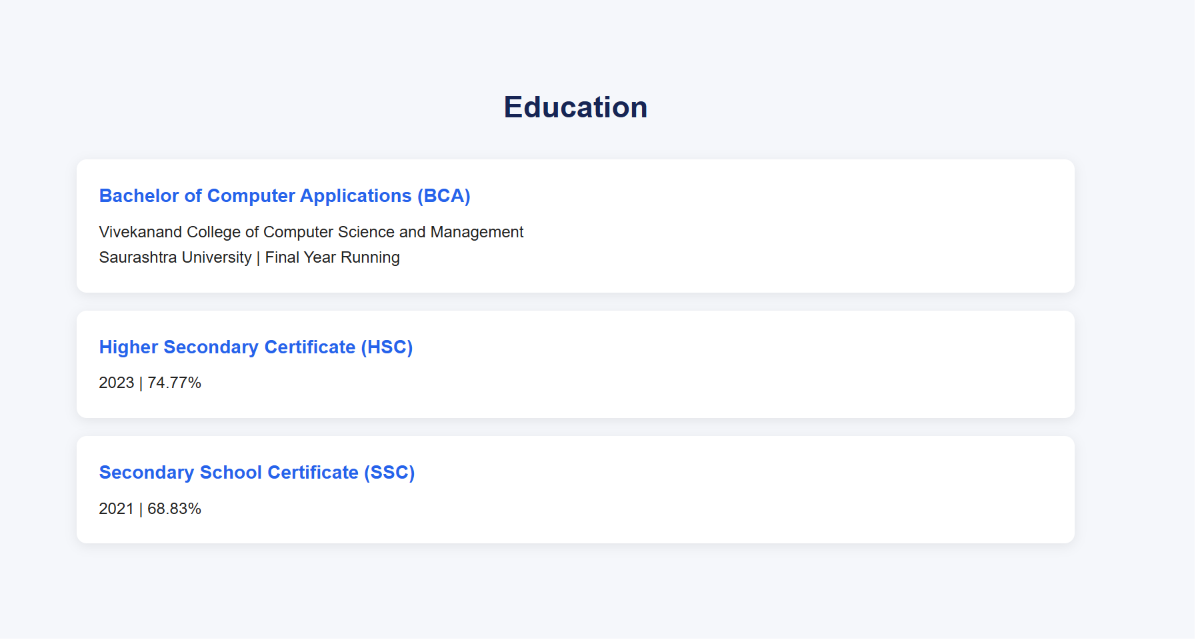 Education
Bachelor of Computer Applications (BCA)
Vivekanand College of Computer Science and Management
Saurashtra University | Final Year Running
Higher Secondary Certificate (HSC)
2023 | 74.77%
Secondary School Certificate (SSC)
2021 | 68.83%